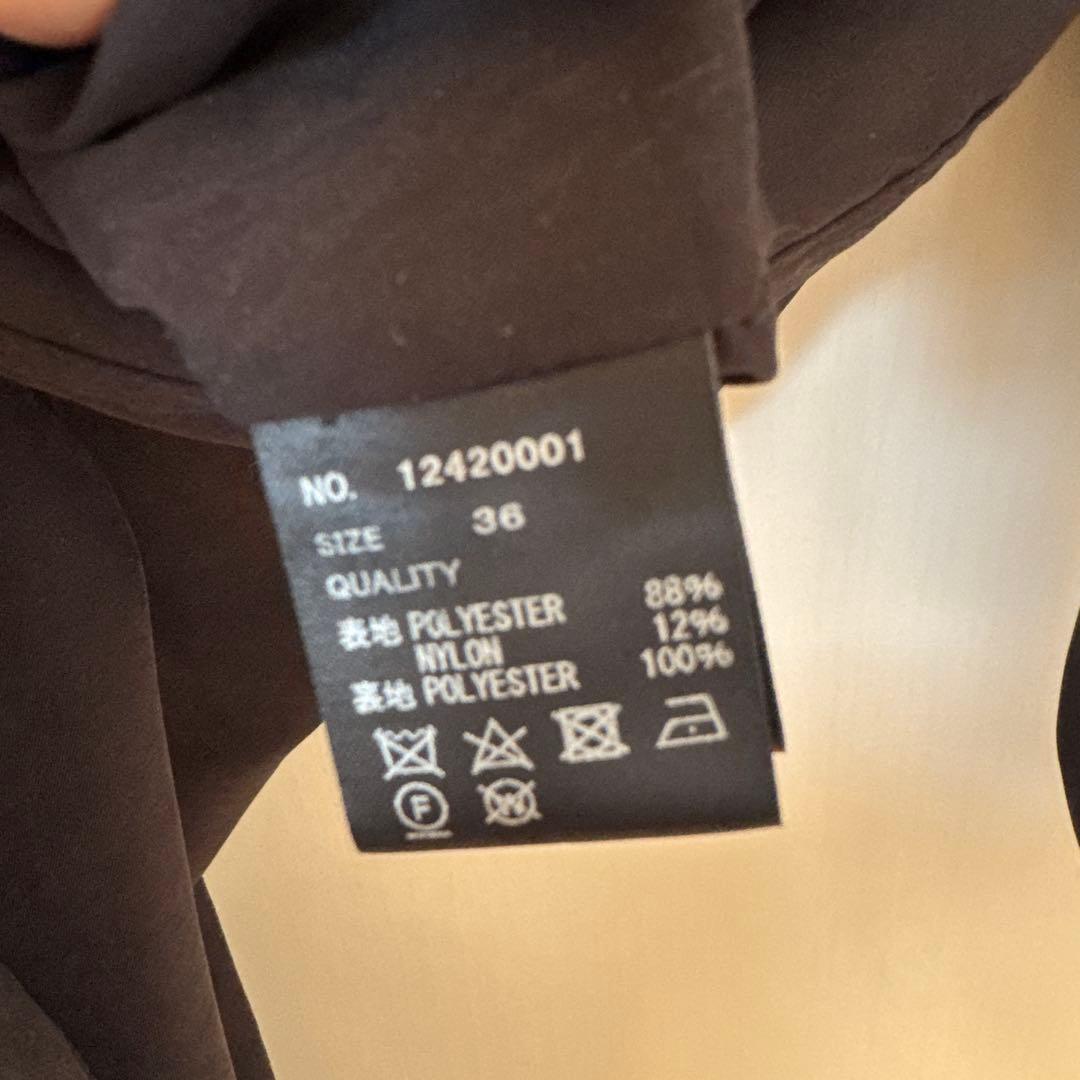 NO. 12420001
SIZE 36
QUALITY
表地 POLYESTER 88%
NYLON 12%
裏地 POLYESTER 100%
F W